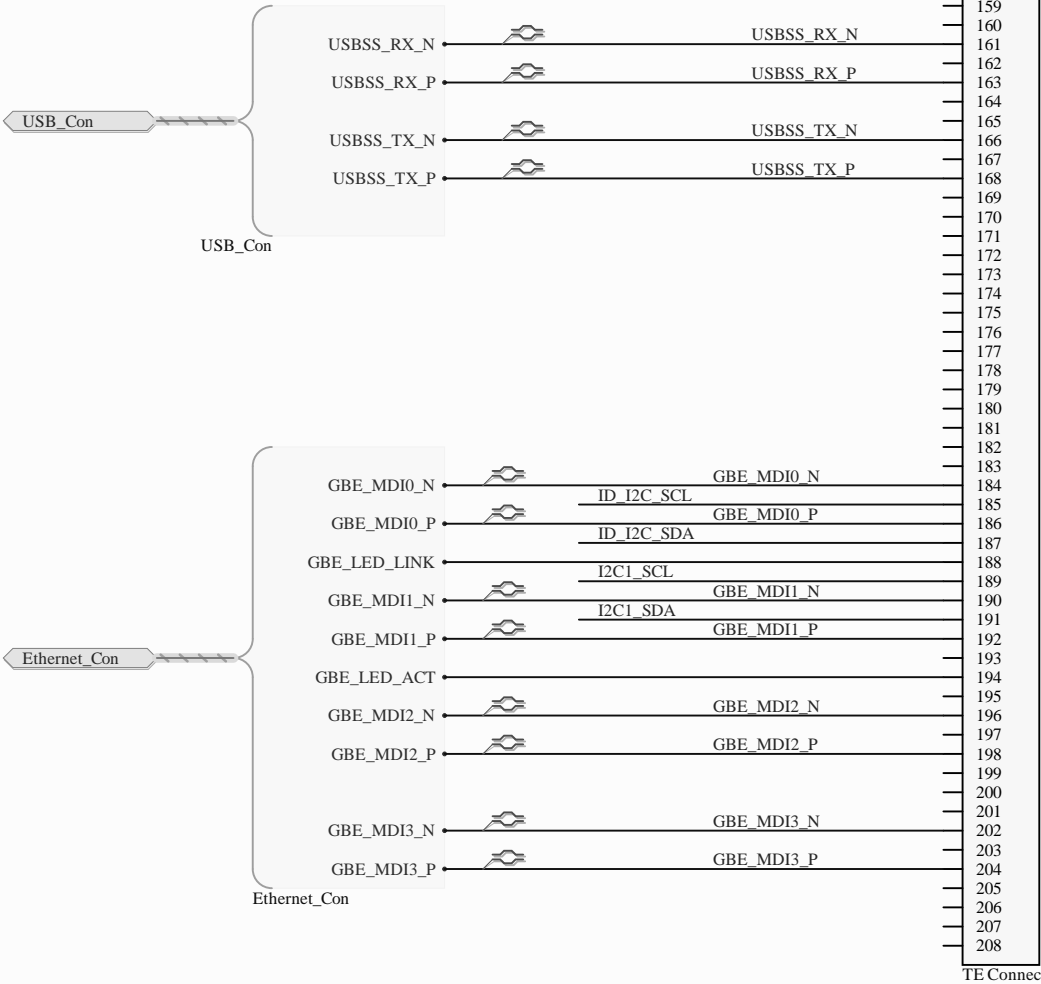 159
160
USBSS_RX_N USBSS_RX_N 161
162
USBSS_RX_P USBSS_RX_P 163
164
USB_Con 165
USBSS_TX_N USBSS_TX_N 166
167
USBSS_TX_P USBSS_TX_P 168
169
170
171
USB_Con
172
173
174
175
176
177
178
179
180
181
182
183
GBE_MDI0_N GBE_MDI0_N 184
ID_I2C_SCL 185
GBE_MDI0_P GBE_MDI0_P 186
ID_I2C_SDA 187
GBE_LED_LINK 188
I2C1_SCL 189
GBE_MDI1_N GBE_MDI1_N 190
I2C1_SDA 191
GBE_MDI1_P GBE_MDI1_P 192
Ethernet_Con 193
GBE_LED_ACT 194
195
GBE_MDI2_N GBE_MDI2_N 196
197
GBE_MDI2_P GBE_MDI2_P 198
199
200
201
GBE_MDI3_N GBE_MDI3_N 202
203
GBE_MDI3_P GBE_MDI3_P 204
205
Ethernet_Con
206
207
208
TE Connec